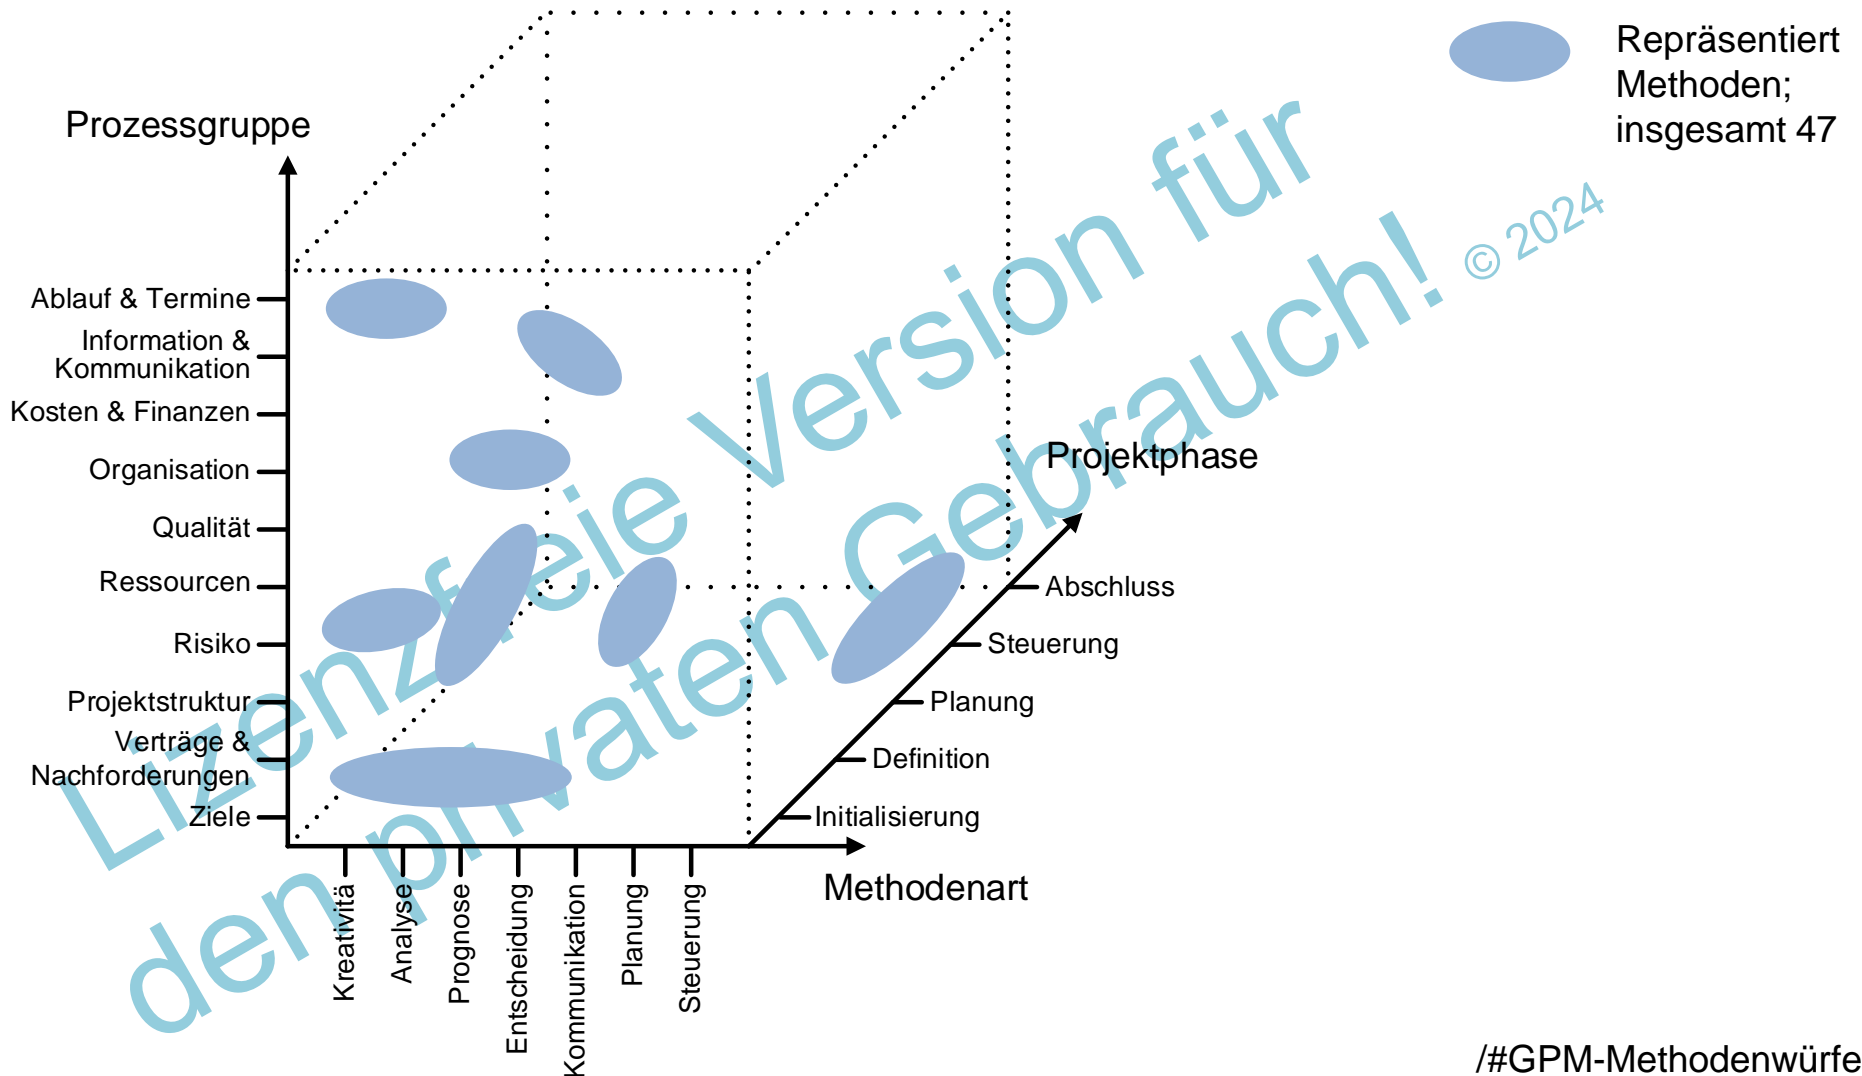 Repräsentiert
Methoden;
insgesamt 47
Prozessgruppe
Ablauf & Termine
Information &
Kommunikation
Kosten & Finanzen
Organisation
Qualität
Ressourcen
Risiko
Projektstruktur
Verträge &
Nachforderungen
Ziele
Projektphase
Abschluss
Steuerung
Planung
Definition
Initialisierung
Methodenart
Kreativitä
Analyse
Prognose
Entscheidung
Kommunikation
Planung
Steuerung
Lizenzfreie Version für
den privaten Gebrauch! © 2024
/#GPM-Methodenwürfe